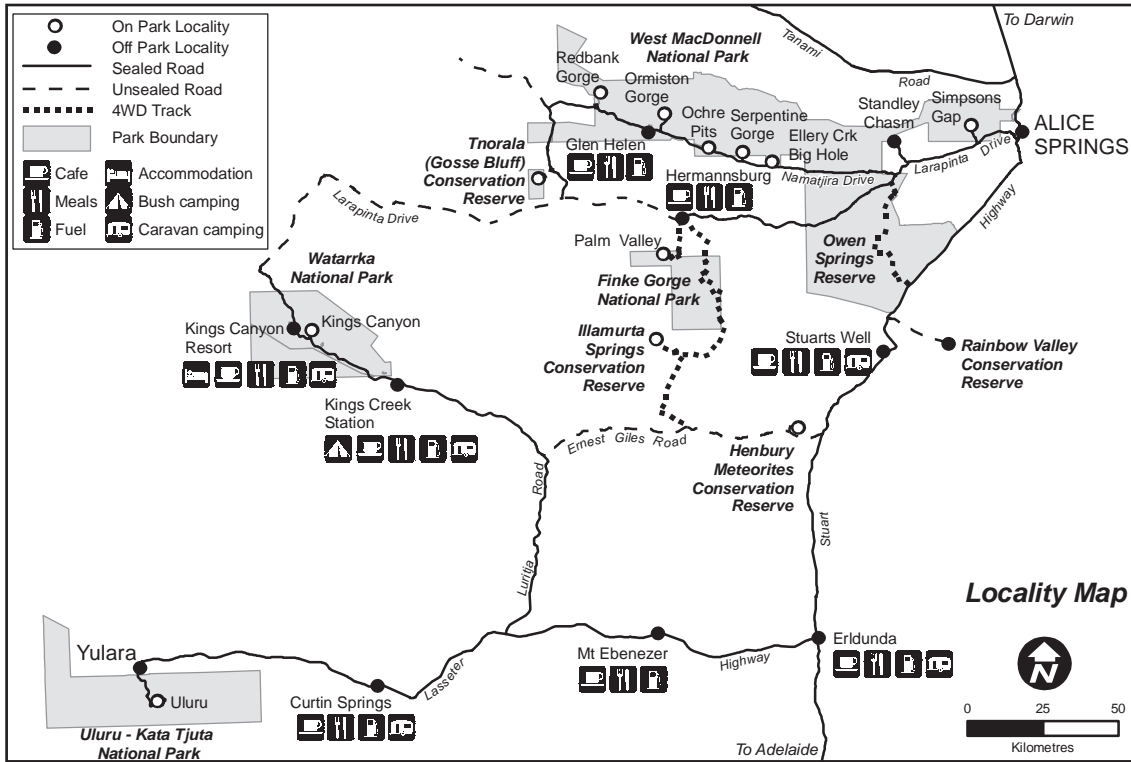 On Park Locality
Off Park Locality
Sealed Road
Unsealed Road
4WD Track
Park Boundary
Cafe
Accommodation
Meals
Bush camping
Fuel
Caravan camping
To Darwin
Tanami
Road
West MacDonnell
National Park
Redbank
Gorge
Ormiston
Gorge
Ochre
Pits
Serpentine
Gorge
Ellery Crk
Big Hole
Standley
Chasm
Simpsons
Gap
ALICE
SPRINGS
Larapinta Drive
Namatjira Drive
Glen Helen
Tnorala
(Gosse Bluff)
Conservation
Reserve
Hermannsburg
Larapinta Drive
Highway
Palm Valley
Finke Gorge
National Park
Owen
Springs
Reserve
Watarrka
National Park
Kings Canyon
Resort
Kings Canyon
Illamurta
Springs
Conservation
Reserve
Stuarts Well
Rainbow Valley
Conservation
Reserve
Kings Creek
Station
Ernest Giles Road
Henbury
Meteorites
Conservation
Reserve
Road
Luritja
Stuart
Locality Map
Yulara
Uluru
Uluru - Kata Tjuta
National Park
Curtin Springs
Lasseter
Mt Ebenezer
Highway
Erldunda
To Adelaide
N
0 25 50
Kilometres